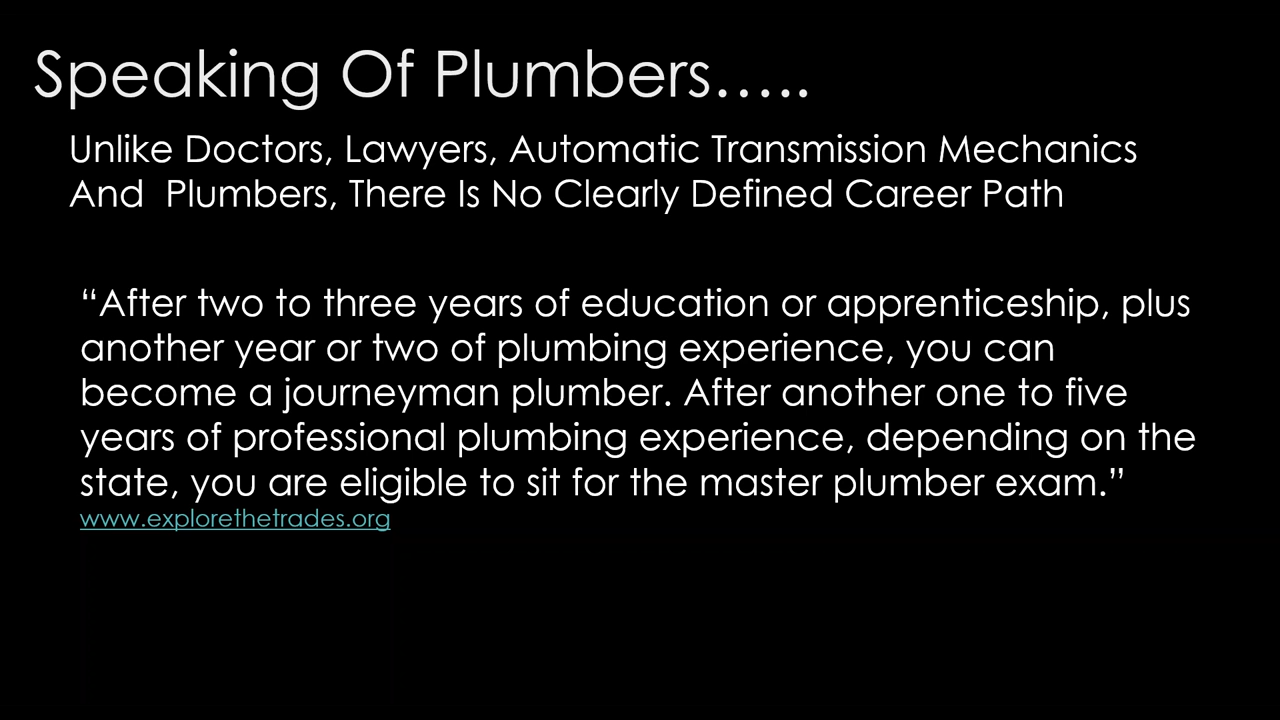 Speaking Of Plumbers…..
Unlike Doctors, Lawyers, Automatic Transmission Mechanics
And  Plumbers, There Is No Clearly Defined Career Path
“After two to three years of education or apprenticeship, plus
another year or two of plumbing experience, you can
become a journeyman plumber. After another one to five
years of professional plumbing experience, depending on the
state, you are eligible to sit for the master plumber exam.”
www.explorethetrades.org